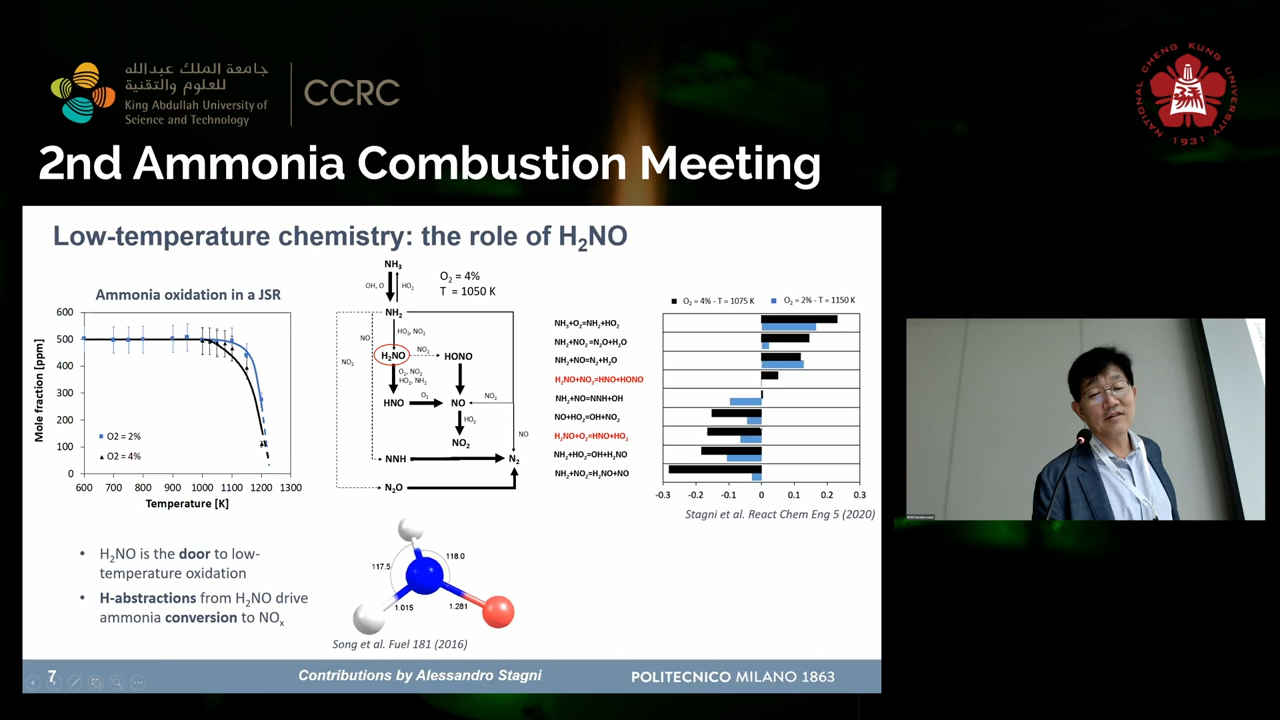 جامعة الملك عبدالله
للعلوم والتقنية
King Abdullah University of
Science and Technology
CCRC
NATIONAL CHENG KUNG UNIVERSITY
1931
2nd Ammonia Combustion Meeting
Low-temperature chemistry: the role of H₂NO
Ammonia oxidation in a JSR
Mole fraction [ppm]
600
500
400
300
200
100
0
O2 = 2%
O2 = 4%
600 700 800 900 1000 1100 1200 1300
Temperature [K]
NH₃
O₂ = 4%
T = 1050 K
OH, O
HO₂
NH₂
HO₂, NO₂
NO
NO₂
H₂NO
NO₂
HONO
O₂, NO₂
HO₂, NH₂
HNO
O₂
NO
NO₂
HO₂
NO
NO₂
NNH
N₂
N₂O
O₂ = 4% - T = 1075 K
O₂ = 2% - T = 1150 K
NH₃+O₂=NH₂+HO₂
NH₂+NO₂=N₂O+H₂O
NH₂+NO=N₂+H₂O
H₂NO+NO₂=HNO+HONO
NH₂+NO=NNH+OH
NO+HO₂=OH+NO₂
H₂NO+O₂=HNO+HO₂
NH₂+HO₂=OH+H₂NO
NH₂+NO₂=H₂NO+NO
-0.3 -0.2 -0.1 0 0.1 0.2 0.3
Stagni et al. React Chem Eng 5 (2020)
• H₂NO is the door to low-
temperature oxidation
• H-abstractions from H₂NO drive
ammonia conversion to NOₓ
117.5
118.0
1.015
1.281
Song et al. Fuel 181 (2016)
7
Contributions by Alessandro Stagni
POLITECNICO MILANO 1863